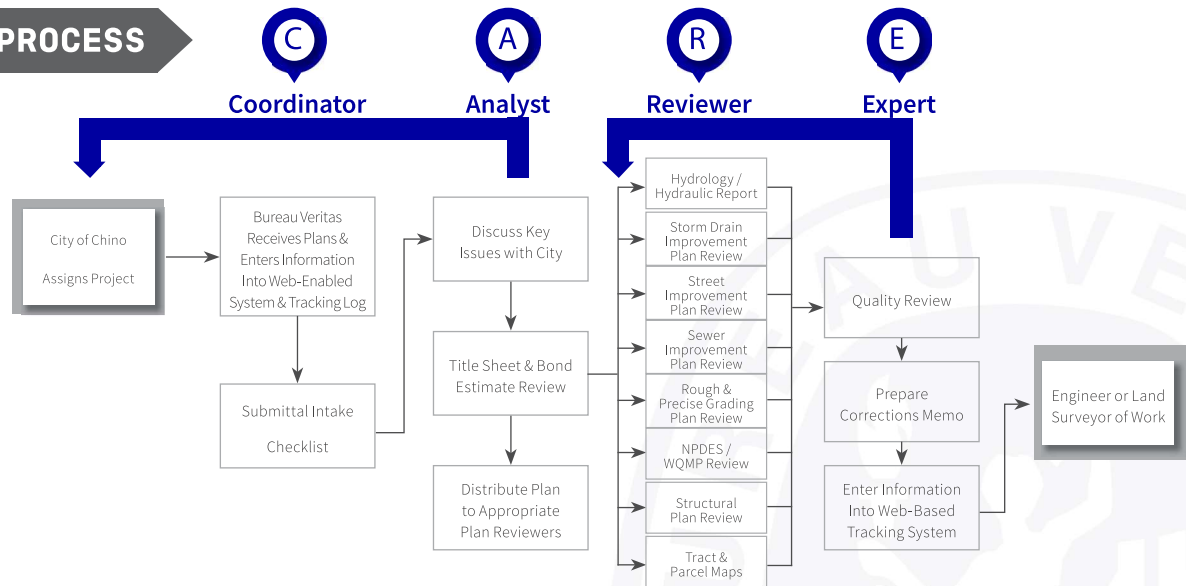 PROCESS
C
A
R
E
Coordinator
Analyst
Reviewer
Expert
City of Chino
Assigns Project
Bureau Veritas
Receives Plans &
Enters Information
Into Web-Enabled
System & Tracking Log
Submittal Intake
Checklist
Discuss Key
Issues with City
Title Sheet & Bond
Estimate Review
Distribute Plan
to Appropriate
Plan Reviewers
Hydrology /
Hydraulic Report
Storm Drain
Improvement
Plan Review
Street
Improvement
Plan Review
Sewer
Improvement
Plan Review
Rough &
Precise Grading
Plan Review
NPDES /
WQMP Review
Structural
Plan Review
Tract &
Parcel Maps
Quality Review
Prepare
Corrections Memo
Enter Information
Into Web-Based
Tracking System
Engineer or Land
Surveyor of Work